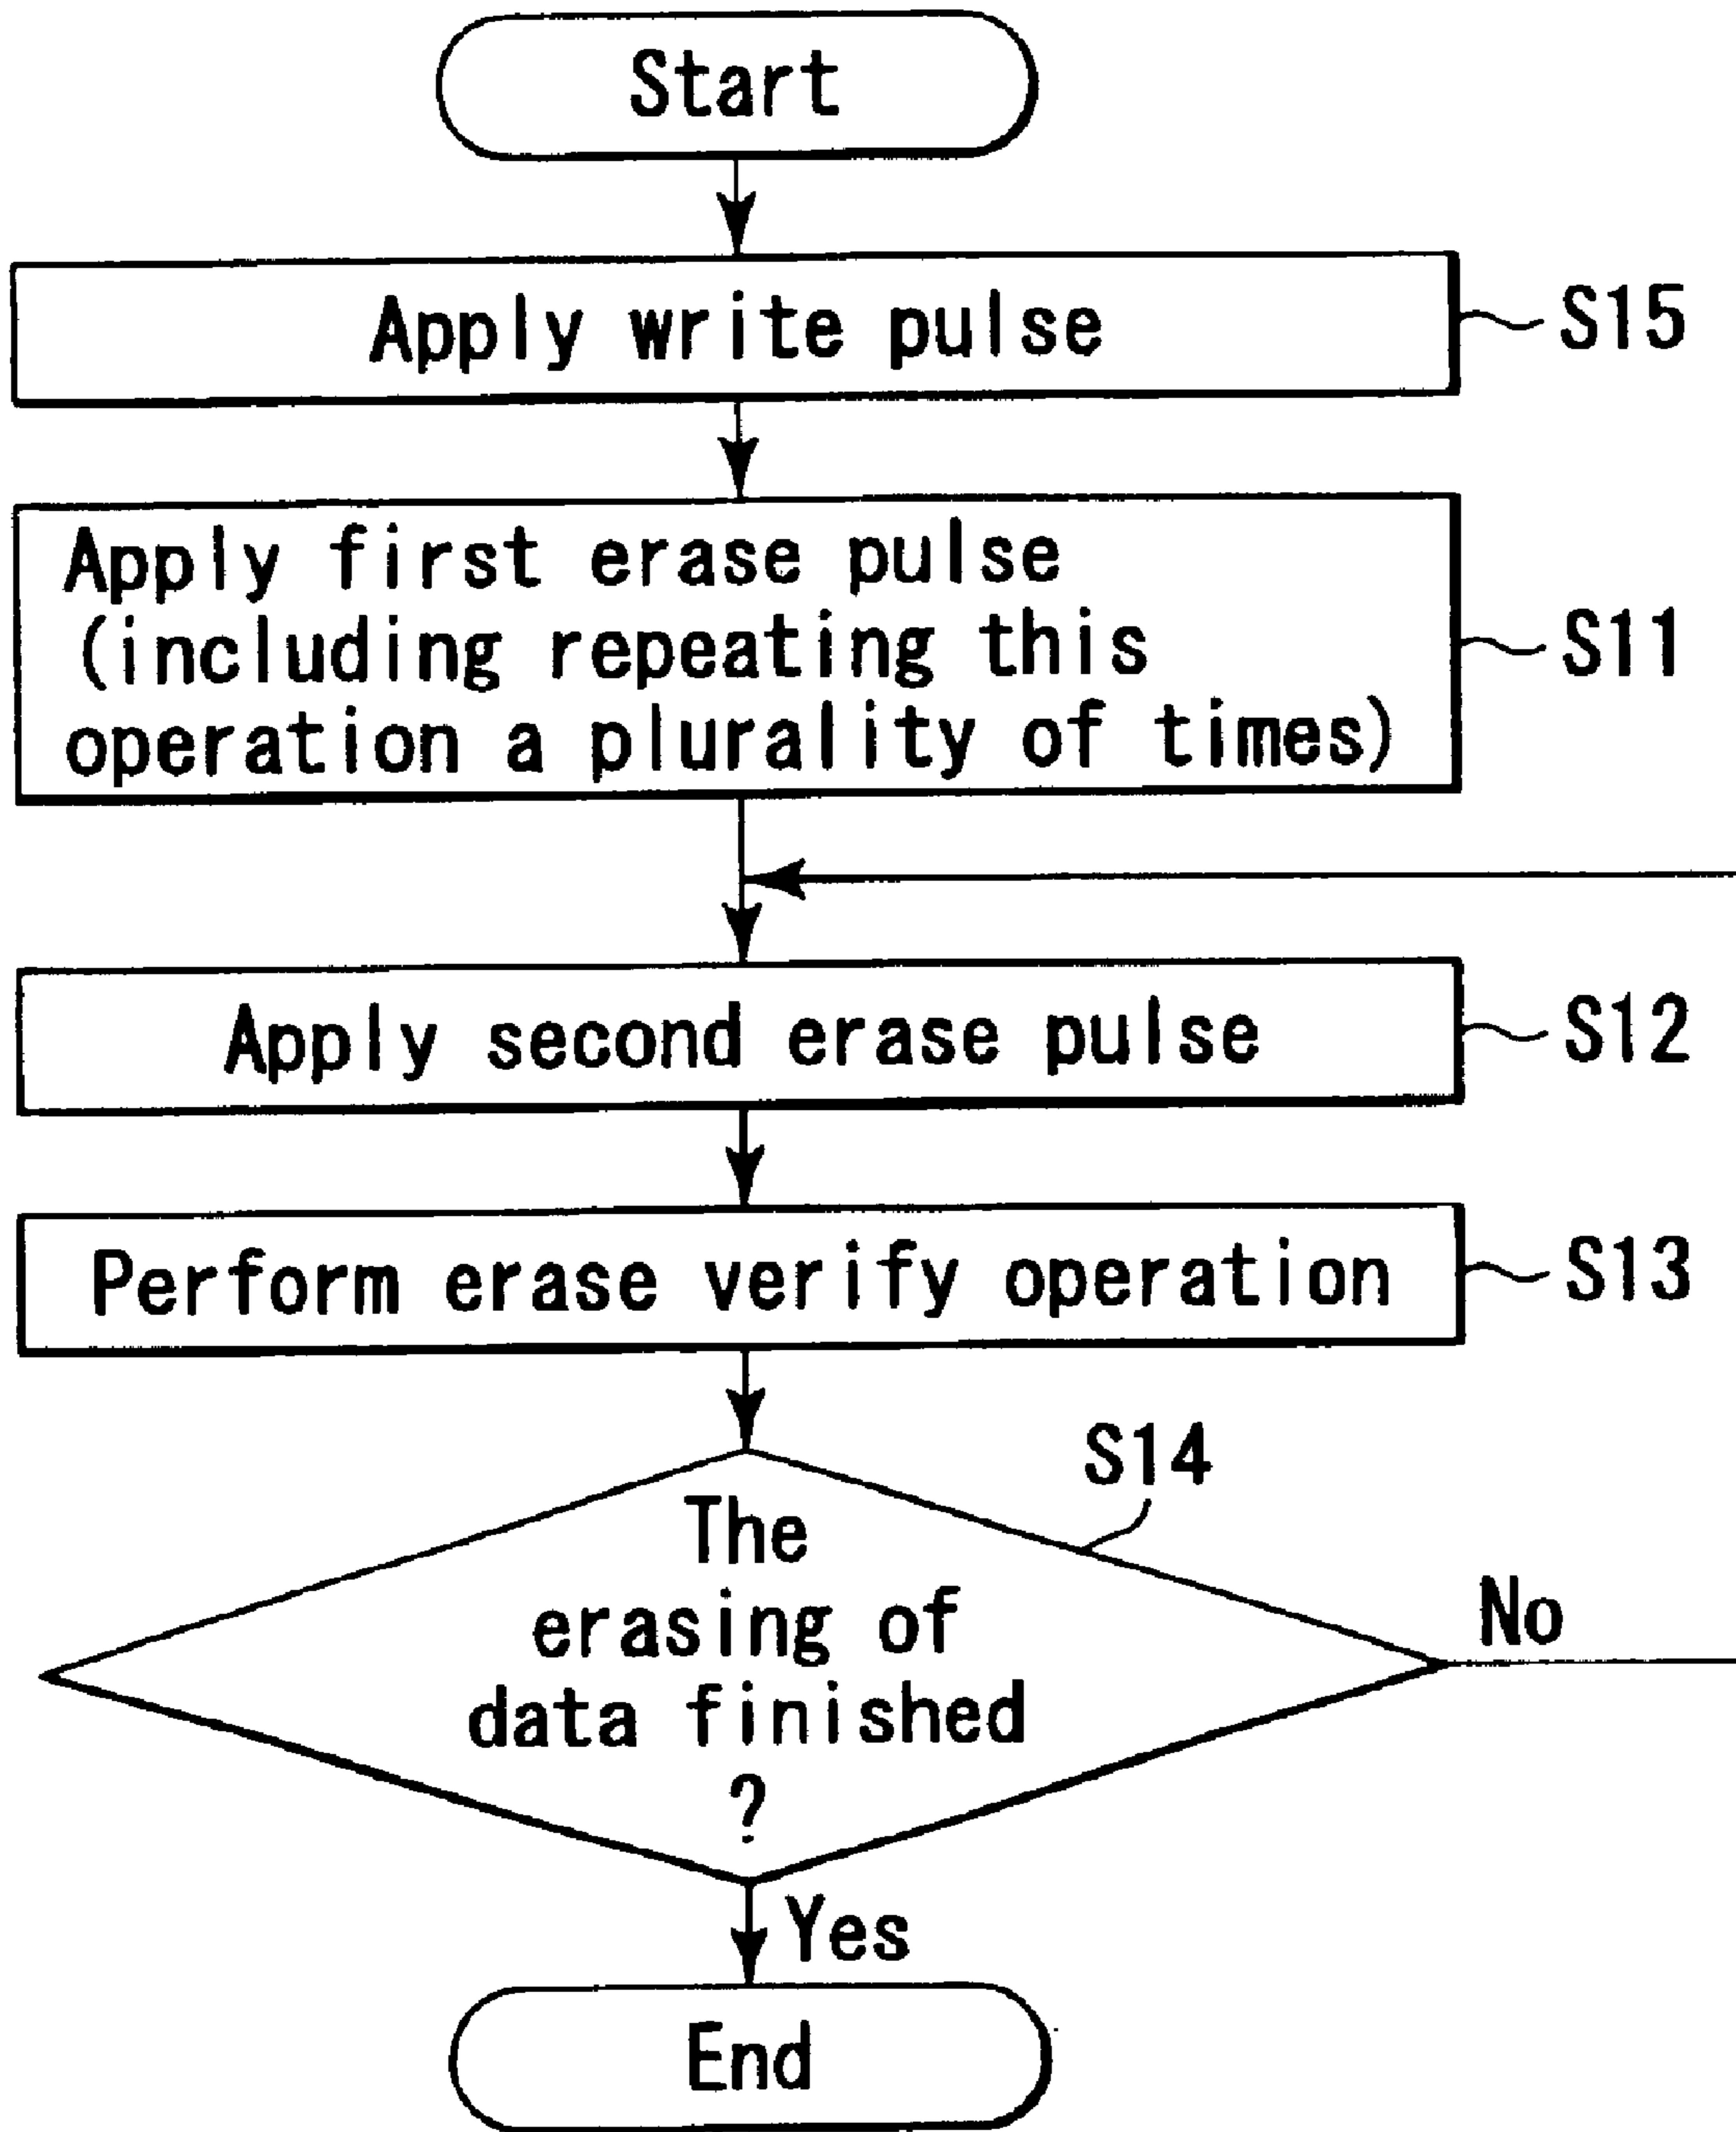 Start
Apply write pulse
S15
Apply first erase pulse
(including repeating this
operation a plurality of times)
S11
Apply second erase pulse
S12
Perform erase verify operation
S13
S14
The
erasing of
data finished
?
No
Yes
End